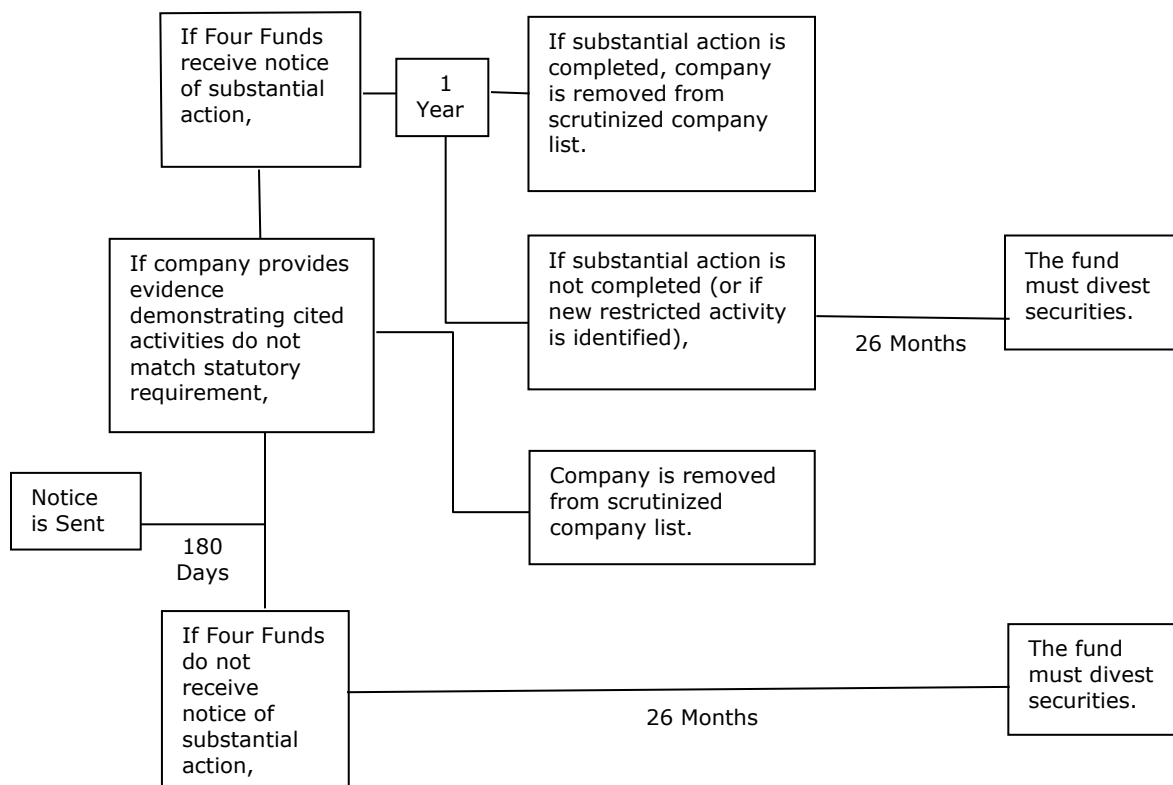 If Four Funds
receive notice
of substantial
action,
1
Year
If substantial action is
completed, company
is removed from
scrutinized company
list.
If company provides
evidence
demonstrating cited
activities do not
match statutory
requirement,
If substantial action is
not completed (or if
new restricted activity
is identified),
26 Months
The fund
must divest
securities.
Company is removed
from scrutinized
company list.
Notice
is Sent
180
Days
If Four Funds
do not
receive
notice of
substantial
action,
26 Months
The fund
must divest
securities.